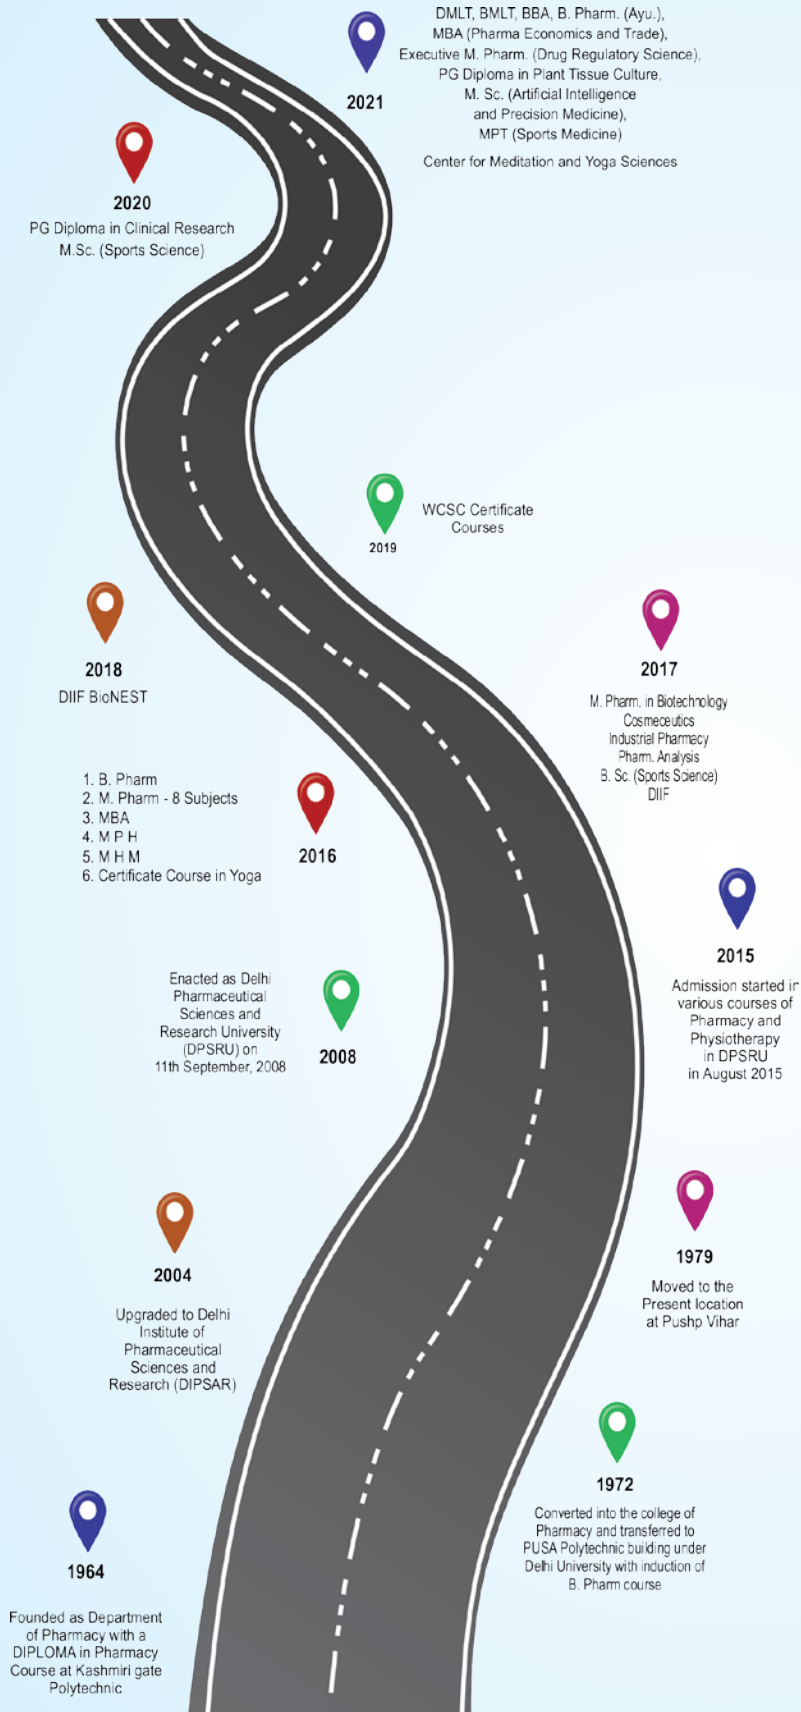 DMLT, BMLT, BBA, B. Pharm. (Ayu.),
MBA (Pharma Economics and Trade),
Executive M. Pharm. (Drug Regulatory Science),
PG Diploma in Plant Tissue Culture,
M. Sc. (Artificial Intelligence
and Precision Medicine),
MPT (Sports Medicine)
Center for Meditation and Yoga Sciences
2021
2020
PG Diploma in Clinical Research
M.Sc. (Sports Science)
WCSC Certificate
Courses
2019
2018
DIIF BioNEST
2017
M. Pharm. in Biotechnology
Cosmeceutics
Industrial Pharmacy
Pharm. Analysis
B. Sc. (Sports Science)
DIIF
1. B. Pharm
2. M. Pharm - 8 Subjects
3. MBA
4. M P H
5. M H M
6. Certificate Course in Yoga
2016
2015
Admission started in
various courses of
Pharmacy and
Physiotherapy
in DPSRU
in August 2015
Enacted as Delhi
Pharmaceutical
Sciences and
Research University
(DPSRU) on
11th September, 2008
2008
1979
Moved to the
Present location
at Pushp Vihar
2004
Upgraded to Delhi
Institute of
Pharmaceutical
Sciences and
Research (DIPSAR)
1972
Converted into the college of
Pharmacy and transferred to
PUSA Polytechnic building under
Delhi University with induction of
B. Pharm course
1964
Founded as Department
of Pharmacy with a
DIPLOMA in Pharmacy
Course at Kashmiri gate
Polytechnic